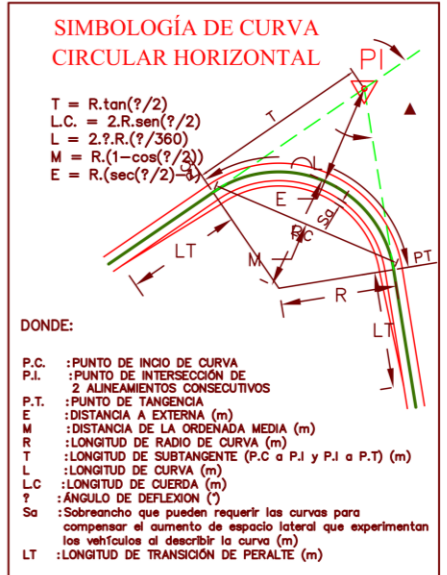 SIMBOLOGÍA DE CURVA
CIRCULAR HORIZONTAL
T = R.tan(?/2)
L.C. = 2.R.sen(?/2)
L = 2.?.R.(?/360)
M = R.(1-cos(?/2))
E = R.(sec(?/2)-1)
PI
T
L
E
Sa
M
LT
R
PT
LT
DONDE:
P.C. :PUNTO DE INCIO DE CURVA
P.I. :PUNTO DE INTERSECCIÓN DE
2 ALINEAMIENTOS CONSECUTIVOS
P.T. :PUNTO DE TANGENCIA
E :DISTANCIA A EXTERNA (m)
M :DISTANCIA DE LA ORDENADA MEDIA (m)
R :LONGITUD DE RADIO DE CURVA (m)
T :LONGITUD DE SUBTANGENTE (P.C a P.I y P.I a P.T) (m)
L :LONGITUD DE CURVA (m)
L.C :LONGITUD DE CUERDA (m)
? :ÁNGULO DE DEFLEXION (°)
Sa :Sobreancho que pueden requerir las curvas para
compensar el aumento de espacio lateral que experimentan
los vehículos al describir la curva (m)
LT :LONGITUD DE TRANSICIÓN DE PERALTE (m)